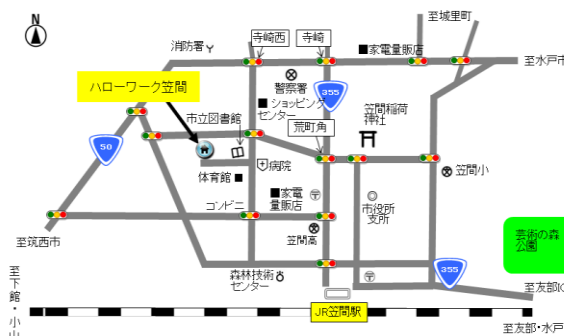 N
至城里町
寺崎西
寺崎
消防署
家電量販店
至水戸市
ハローワーク笠間
警察署
355
ショッピング
センター
笠間稲荷
神社
市立図書館
荒町角
50
病院
笠間小
体育館
家電
量販店
コンビニ
市役所
支所
芸術の森
公園
笠間高
至筑西市
森林技術
センター
355
至下館・小山
至友部IC
JR笠間駅
至友部・水戸